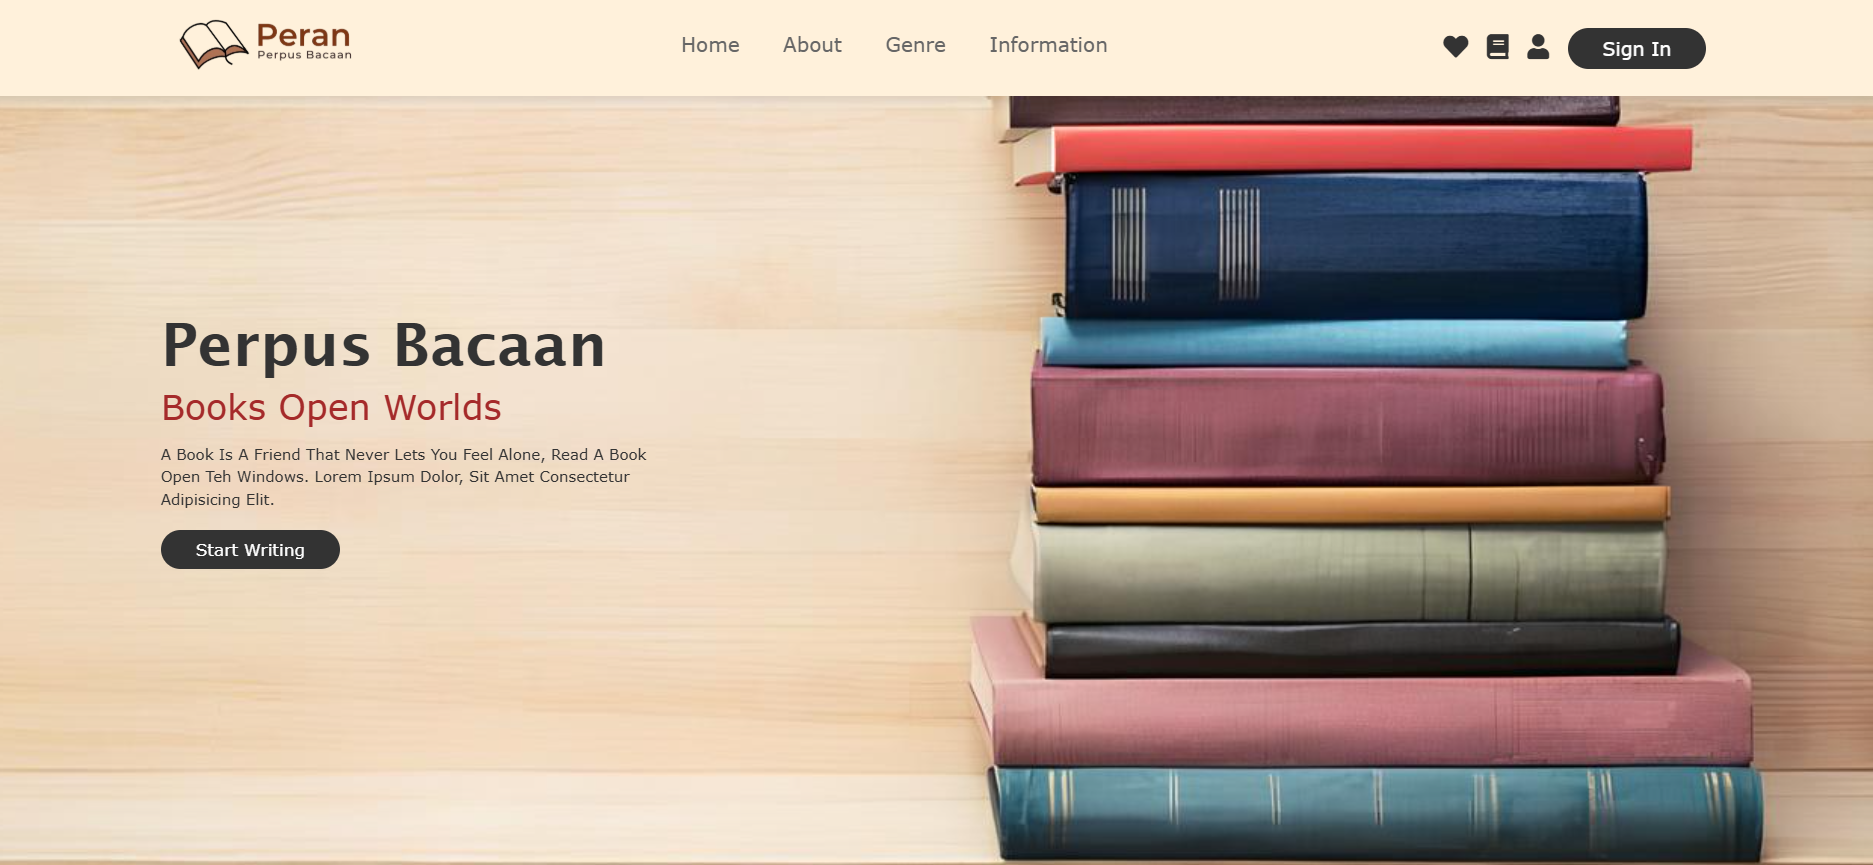 Peran
Perpus Bacaan
Home
About
Genre
Information
Sign In
Perpus Bacaan
Books Open Worlds
A Book Is A Friend That Never Lets You Feel Alone, Read A Book
Open Teh Windows. Lorem Ipsum Dolor, Sit Amet Consectetur
Adipisicing Elit.
Start Writing